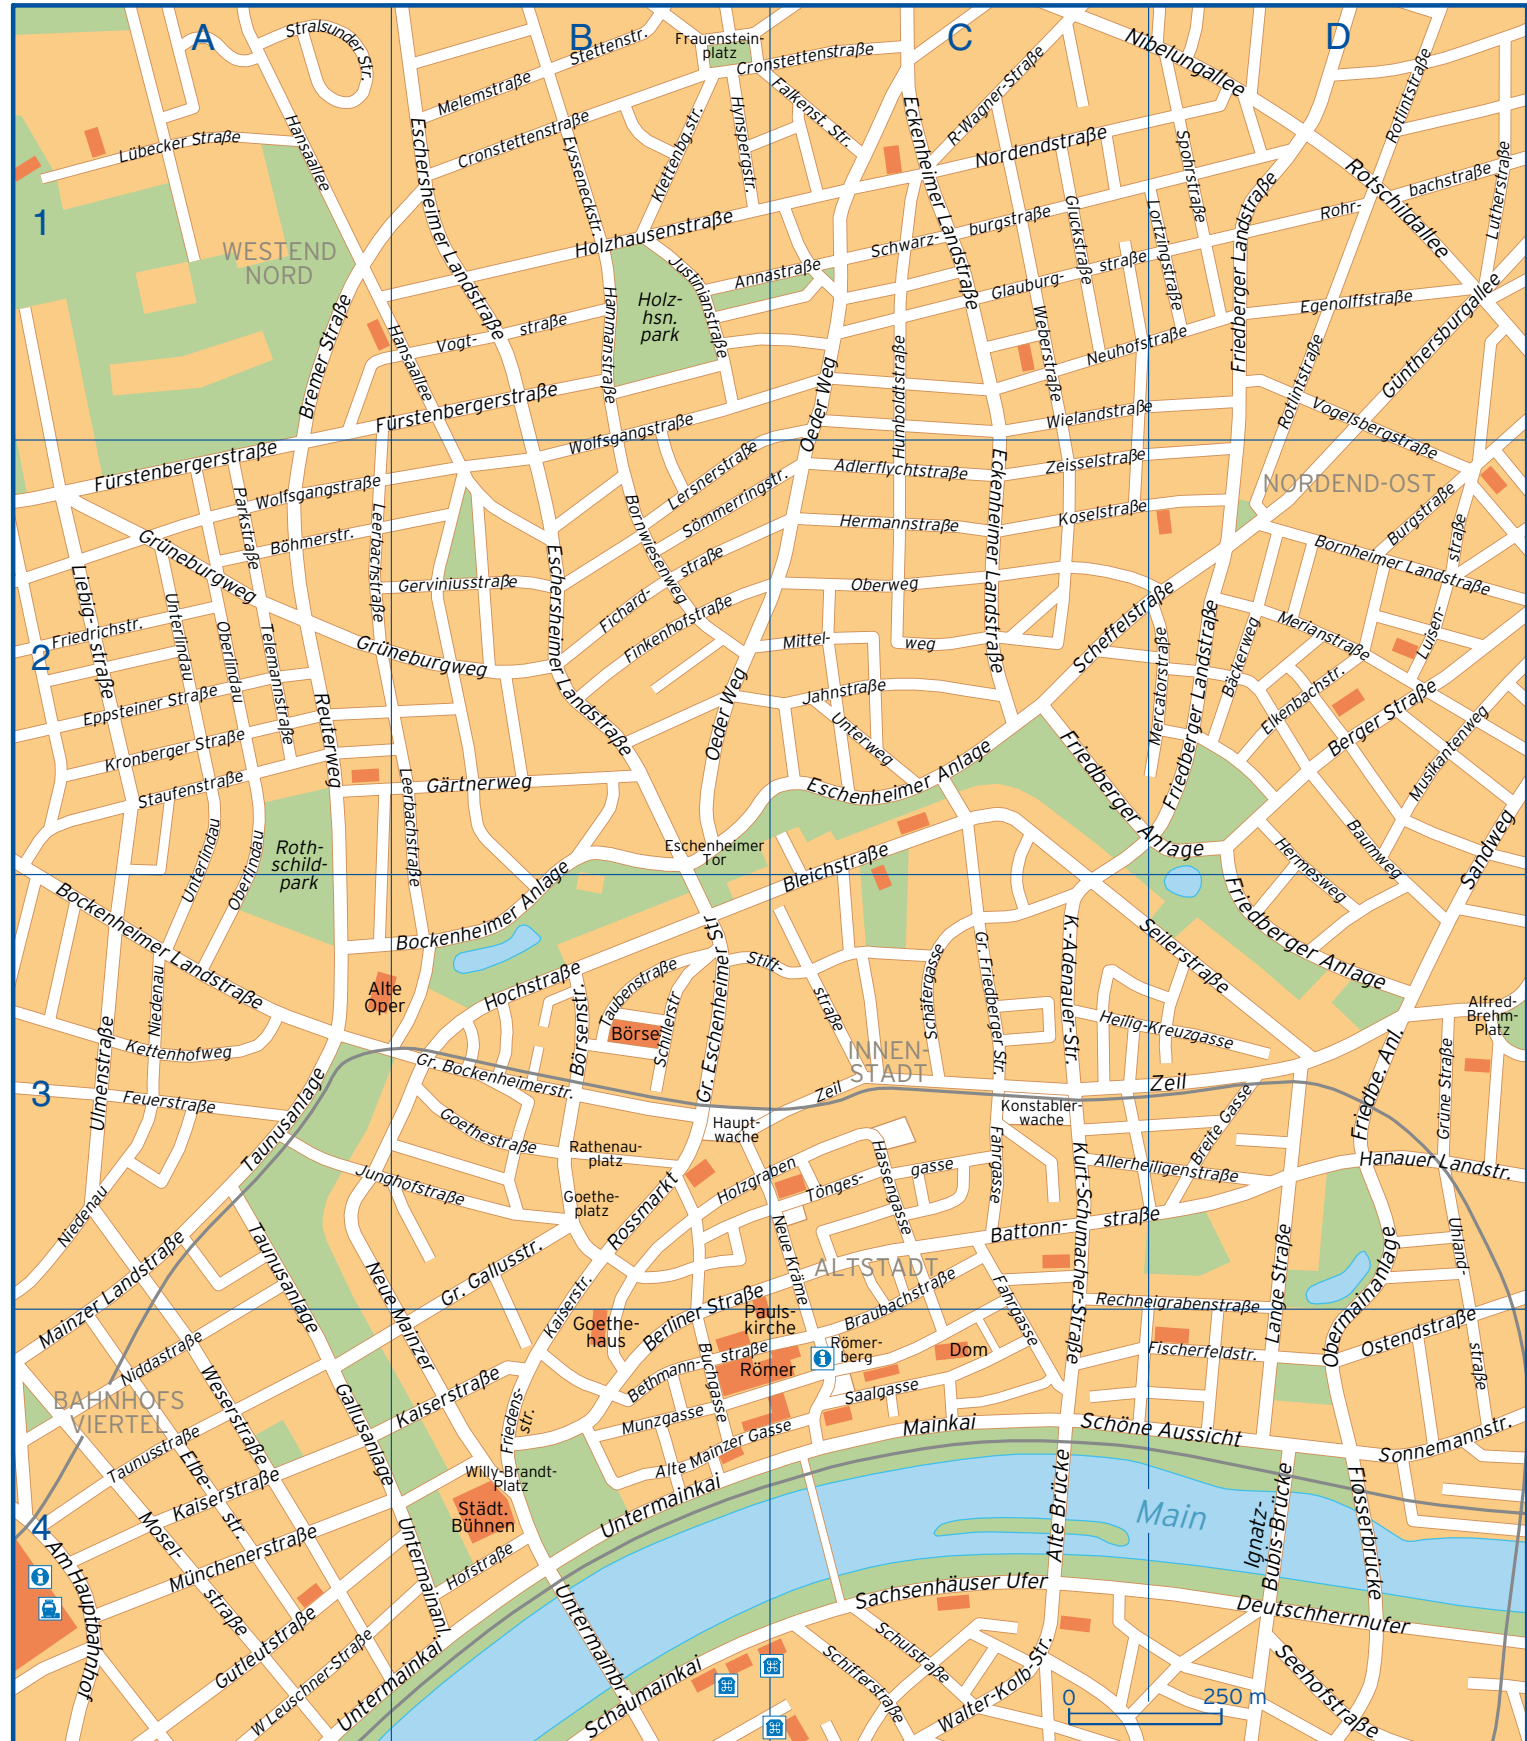 A
B
C
D
Stralsunder Str.
Stettenstr.
Frauenstein-
platz
Cronstettenstraße
Nibelungallee
Melemstraße
Falkenst. Str.
R-Wagner-Straße
Rotlintstraße
Lübecker Straße
Hansaallee
Eschersheimer Landstraße
Cronstettenstraße
Eysseneckstr.
Klettenbg.str.
Hynspergstr.
Eckenheimer Landstraße
Nordendstraße
Spohrstraße
Rotschildallee
bachstraße
Rohr-
Lutherstraße
1
WESTEND
NORD
Holzhausenstraße
Justinianstraße
Annastraße
Schwarz-
burgstraße
Gluckstraße
Lortzingstraße
Friedberger Landstraße
Holz-
hsn.
park
Hammanstraße
Glauburg-
straße
Egenolffstraße
Günthersburgallee
Bremer Straße
Hansaallee
Vogt-
straße
Weberstraße
Neuhofstraße
Humboldtstraße
Oeder Weg
Rotlintstraße
Fürstenbergerstraße
Wolfsgangstraße
Wielandstraße
Vogelsbergstraße
Fürstenbergerstraße
Wolfsgangstraße
Lersnerstraße
Adlerflychtstraße
Eckenheimer Landstraße
Zeisselstraße
NORDEND-OST
Parkstraße
Leerbachstraße
Böhmerstr.
Bornwiesenweg
Sömmerringstr.
Hermannstraße
Koselstraße
Burgstraße
straße
Grüneburgweg
Eschersheimer Landstraße
Gerviniusstraße
straße
Fichard-
Oberweg
Bornheimer Landstraße
Liebig-
straße
Friedrichstr.
Unterlindau
Oberlindau
Telemannstraße
Finkenhofstraße
Mittel-
weg
Scheffelstraße
Merianstraße
Luisen-
2
Grüneburgweg
Mercatorstraße
Friedberger Landstraße
Bäckerweg
Eppsteiner Straße
Reuterweg
Oeder Weg
Jahnstraße
Unterweg
Elkenbachstr.
Berger Straße
Kronberger Straße
Musikantenweg
Staufenstraße
Leerbachstraße
Gärtnerweg
Eschenheimer Anlage
Friedberger Anlage
Unterlindau
Oberlindau
Roth-
schild-
park
Eschenheimer
Tor
Bleichstraße
Hermesweg
Baumweg
Sandweg
Bockenheimer Landstraße
Bockenheimer Anlage
Friedberger Anlage
Niedenau
Alte
Oper
Hochstraße
Börsenstr.
Taubenstraße
Börse
Schillerstr
Gr. Eschenheimer Str
Stift-
straße
Schäfergasse
Gr. Friedberger Str.
K.-Adenauer-Str.
Seilerstraße
Heilig-Kreuzgasse
Alfred-
Brehm-
Platz
Ulmenstraße
Kettenhofweg
INNEN-
STADT
3
Feuerstraße
Taunusanlage
Gr. Bockenheimerstr.
Zeil
Zeil
Friedbe. Anl.
Grüne Straße
Konstabler-
wache
Goethestraße
Rathenau-
platz
Haupt-
wache
Hassengasse
Fahrgasse
Kurt-Schumacher-Straße
Breite Gasse
Allerheiligenstraße
Hanauer Landstr.
Junghofstraße
Goethe-
platz
Rossmarkt
Holzgraben
Tönges-
gasse
Niedenau
Battonn-
straße
Lange Straße
Uhland-
straße
Mainzer Landstraße
Taunusanlage
Neue Mainzer
Gr. Gallusstr.
Kaiserstr.
Neue Kräme
ALTSTADT
Fahrgasse
Obermainanlage
Goethe-
haus
Berliner Straße
Pauls-
kirche
Braubachstraße
Rechneigrabenstraße
Niddastraße
Weserstraße
Bethmann-
straße
Buchgasse
Römer
Römer-
berg
Dom
Fischerfeldstr.
Ostendstraße
BAHNHOFS
VIERTEL
Gallusanlage
Kaiserstraße
Friedens-
str.
Munzgasse
Saalgasse
Taunusstraße
Elbe-
str.
Alte Mainzer Gasse
Mainkai
Schöne Aussicht
Sonnemannstr.
Kaiserstraße
Willy-Brandt-
Platz
Städt.
Bühnen
Untermainkai
Alte Brücke
Main
Ignatz-
Bubis-Brücke
Flösserbrücke
4
Mosel-
straße
Münchenerstraße
Untermainanl.
Hofstraße
Am Hauptbahnhof
Sachsenhäuser Ufer
Deutschherrnufer
Gutleutstraße
Untermainbr.
Schulstraße
W Leuschner-Straße
Untermainkai
Schaumainkai
Schifferstraße
Walter-Kolb-Str.
Seehofstraße
0
250 m